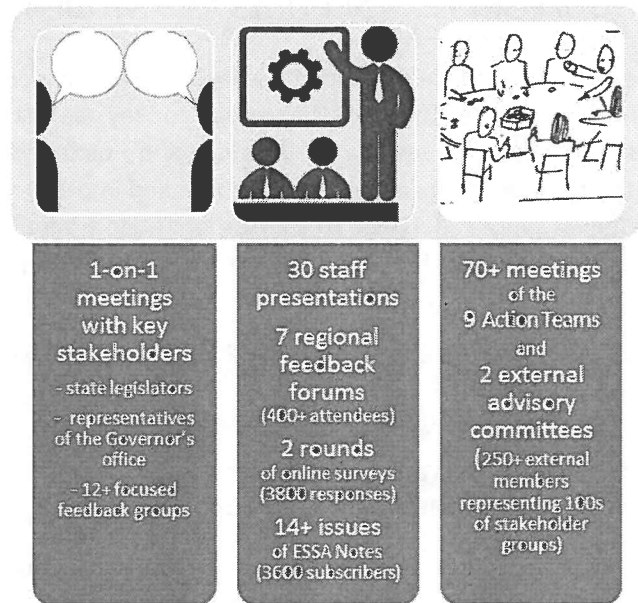 1-on-1
meetings
with key
stakeholders
- state legislators
- representatives
of the Governor's
office
- 12+ focused
feedback groups
30 staff
presentations
7 regional
feedback
forums
(400+ attendees)
2 rounds
of online surveys
(3800 responses)
14+ issues
of ESSA Notes
(3600 subscribers)
70+ meetings
of the
9 Action Teams
and
2 external
advisory
committees
(250+ external
members
representing 100s
of stakeholder
groups)